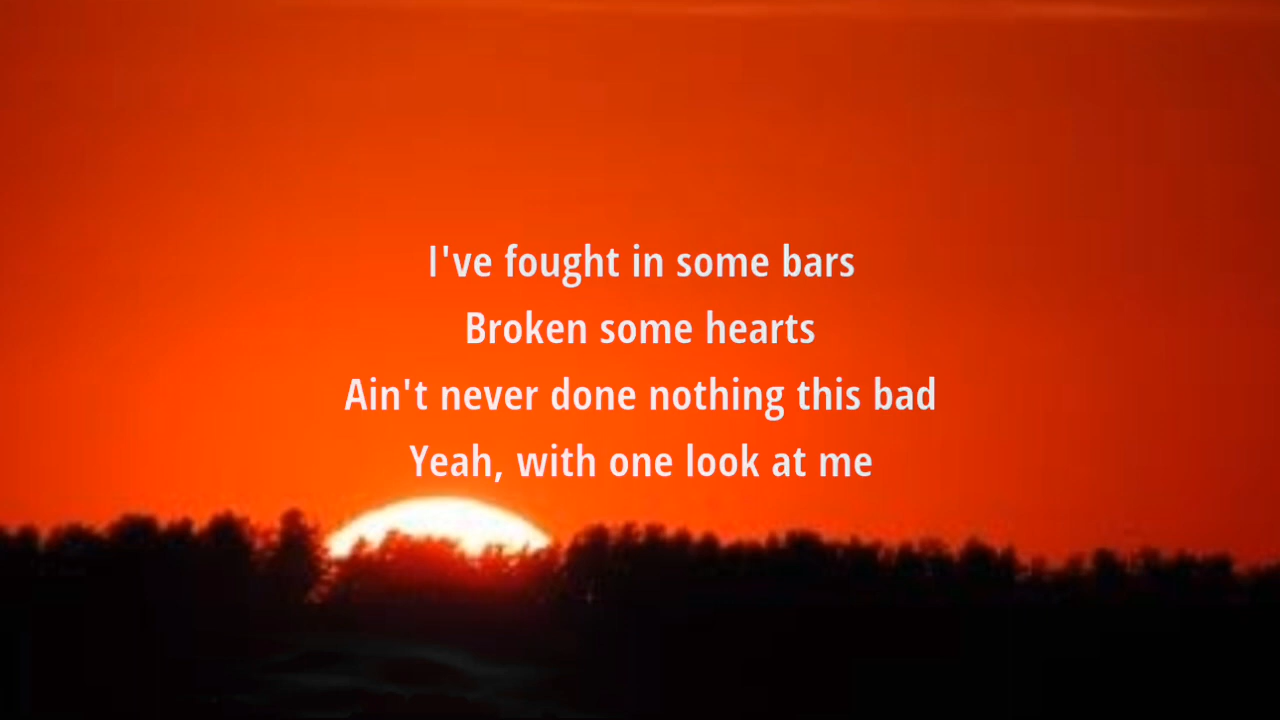 I've fought in some bars
Broken some hearts
Ain't never done nothing this bad
Yeah, with one look at me